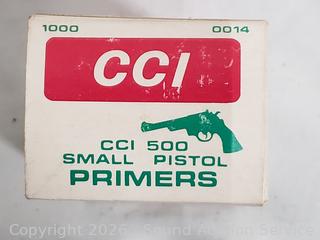 1000 0014
CCI
CCI 500
SMALL PISTOL
PRIMERS
Copyright 2026 - Sound Auction Service